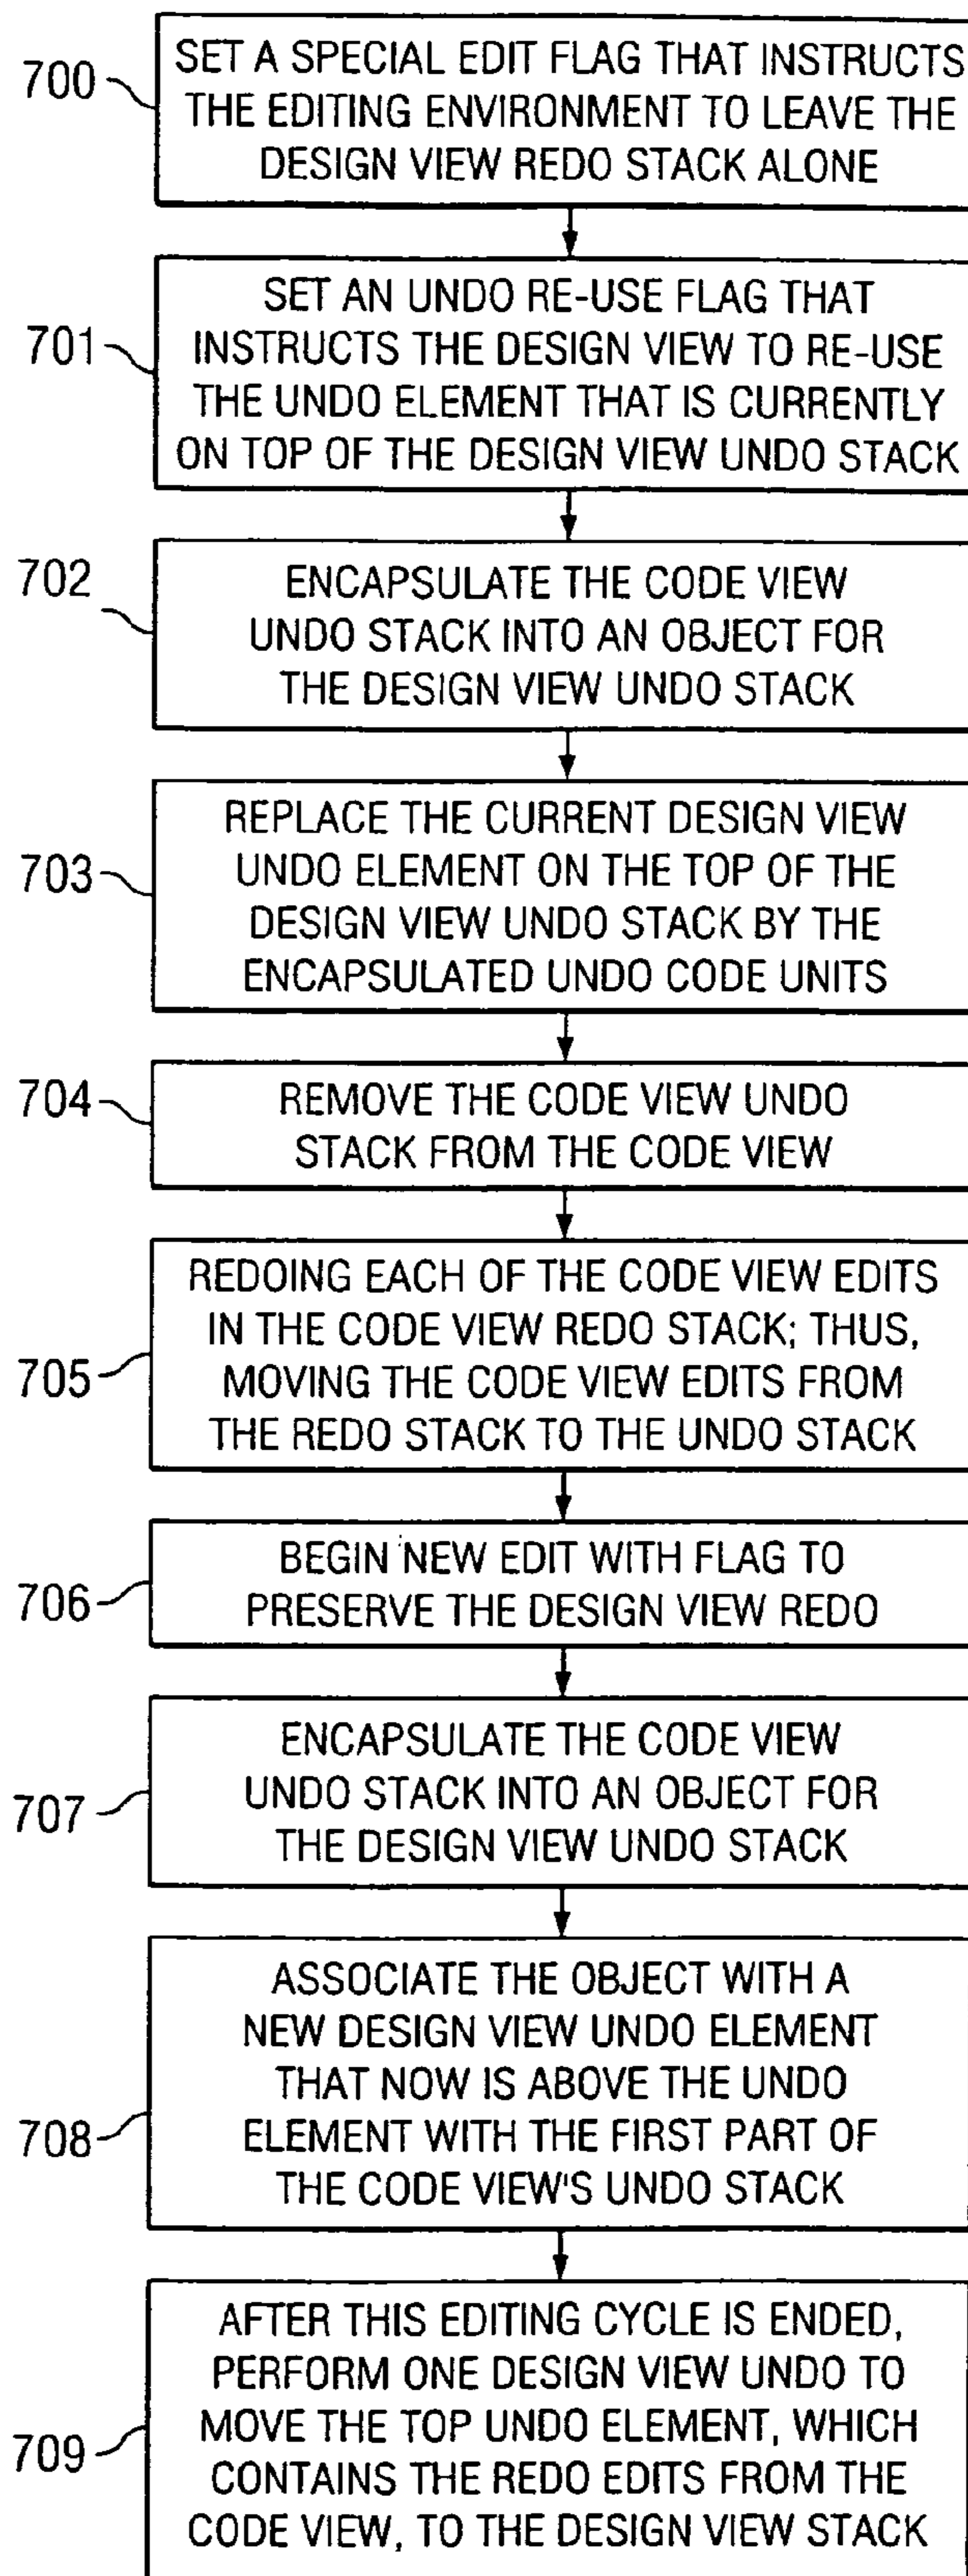 700
SET A SPECIAL EDIT FLAG THAT INSTRUCTS
THE EDITING ENVIRONMENT TO LEAVE THE
DESIGN VIEW REDO STACK ALONE
701
SET AN UNDO RE-USE FLAG THAT
INSTRUCTS THE DESIGN VIEW TO RE-USE
THE UNDO ELEMENT THAT IS CURRENTLY
ON TOP OF THE DESIGN VIEW UNDO STACK
702
ENCAPSULATE THE CODE VIEW
UNDO STACK INTO AN OBJECT FOR
THE DESIGN VIEW UNDO STACK
703
REPLACE THE CURRENT DESIGN VIEW
UNDO ELEMENT ON THE TOP OF THE
DESIGN VIEW UNDO STACK BY THE
ENCAPSULATED UNDO CODE UNITS
704
REMOVE THE CODE VIEW UNDO
STACK FROM THE CODE VIEW
705
REDOING EACH OF THE CODE VIEW EDITS
IN THE CODE VIEW REDO STACK; THUS,
MOVING THE CODE VIEW EDITS FROM
THE REDO STACK TO THE UNDO STACK
706
BEGIN NEW EDIT WITH FLAG TO
PRESERVE THE DESIGN VIEW REDO
707
ENCAPSULATE THE CODE VIEW
UNDO STACK INTO AN OBJECT FOR
THE DESIGN VIEW UNDO STACK
708
ASSOCIATE THE OBJECT WITH A
NEW DESIGN VIEW UNDO ELEMENT
THAT NOW IS ABOVE THE UNDO
ELEMENT WITH THE FIRST PART OF
THE CODE VIEW'S UNDO STACK
709
AFTER THIS EDITING CYCLE IS ENDED,
PERFORM ONE DESIGN VIEW UNDO TO
MOVE THE TOP UNDO ELEMENT, WHICH
CONTAINS THE REDO EDITS FROM THE
CODE VIEW, TO THE DESIGN VIEW STACK